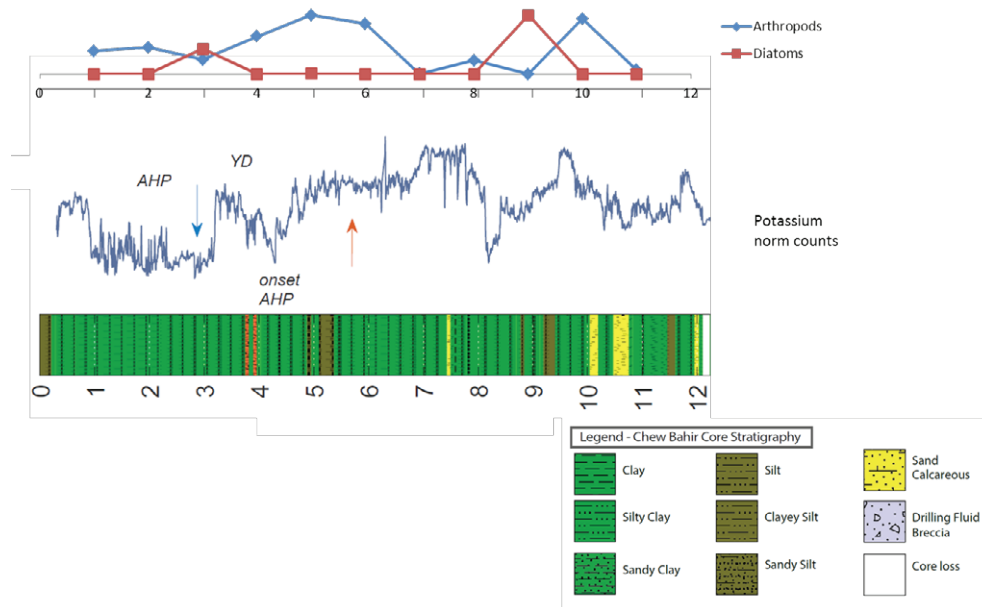 Arthropods
Diatoms
0 2 4 6 8 10 12
YD
AHP
Potassium
norm counts
onset
AHP
0 1 2 3 4 5 6 7 8 9 10 11 12
Legend - Chew Bahir Core Stratigraphy
Clay
Silt
Sand
Calcareous
Silty Clay
Clayey Silt
Drilling Fluid
Breccia
Sandy Clay
Sandy Silt
Core loss